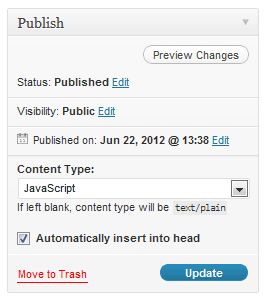 Publish
Preview Changes
Status: Published Edit
Visibility: Public Edit
Published on: Jun 22, 2012 @ 13:38 Edit
Content Type:
JavaScript
If left blank, content type will be text/plain
Automatically insert into head
Move to Trash
Update